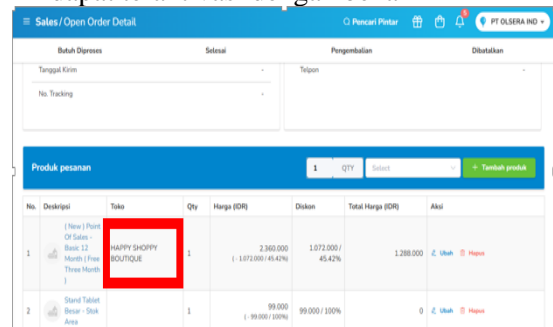 Sales / Open Order Detail
Pencari Pintar
PT OLSERA IND
Butuh Diproses
Selesai
Pengembalian
Dibatalkan
Tanggal Kirim
-
Telpon
-
No. Tracking
-
Produk pesanan
1
QTY
Select
+ Tambah produk
No. Deskripsi Toko Qty Harga (IDR) Diskon Total Harga (IDR) Aksi
1
| New | Point
Of Sales -
Basic 12
Month | Free
Three Month
|
HAPPY SHOPPY
BOUTIQUE
1
2.360.000
( - 1.072.000 / 45.42%)
1.072.000 /
45.42%
1.288.000
Ubah
Hapus
2
Stand Tablet
Besar - Stok
Area
1
99.000
( - 99.000 / 100%)
99.000 / 100%
0
Ubah
Hapus